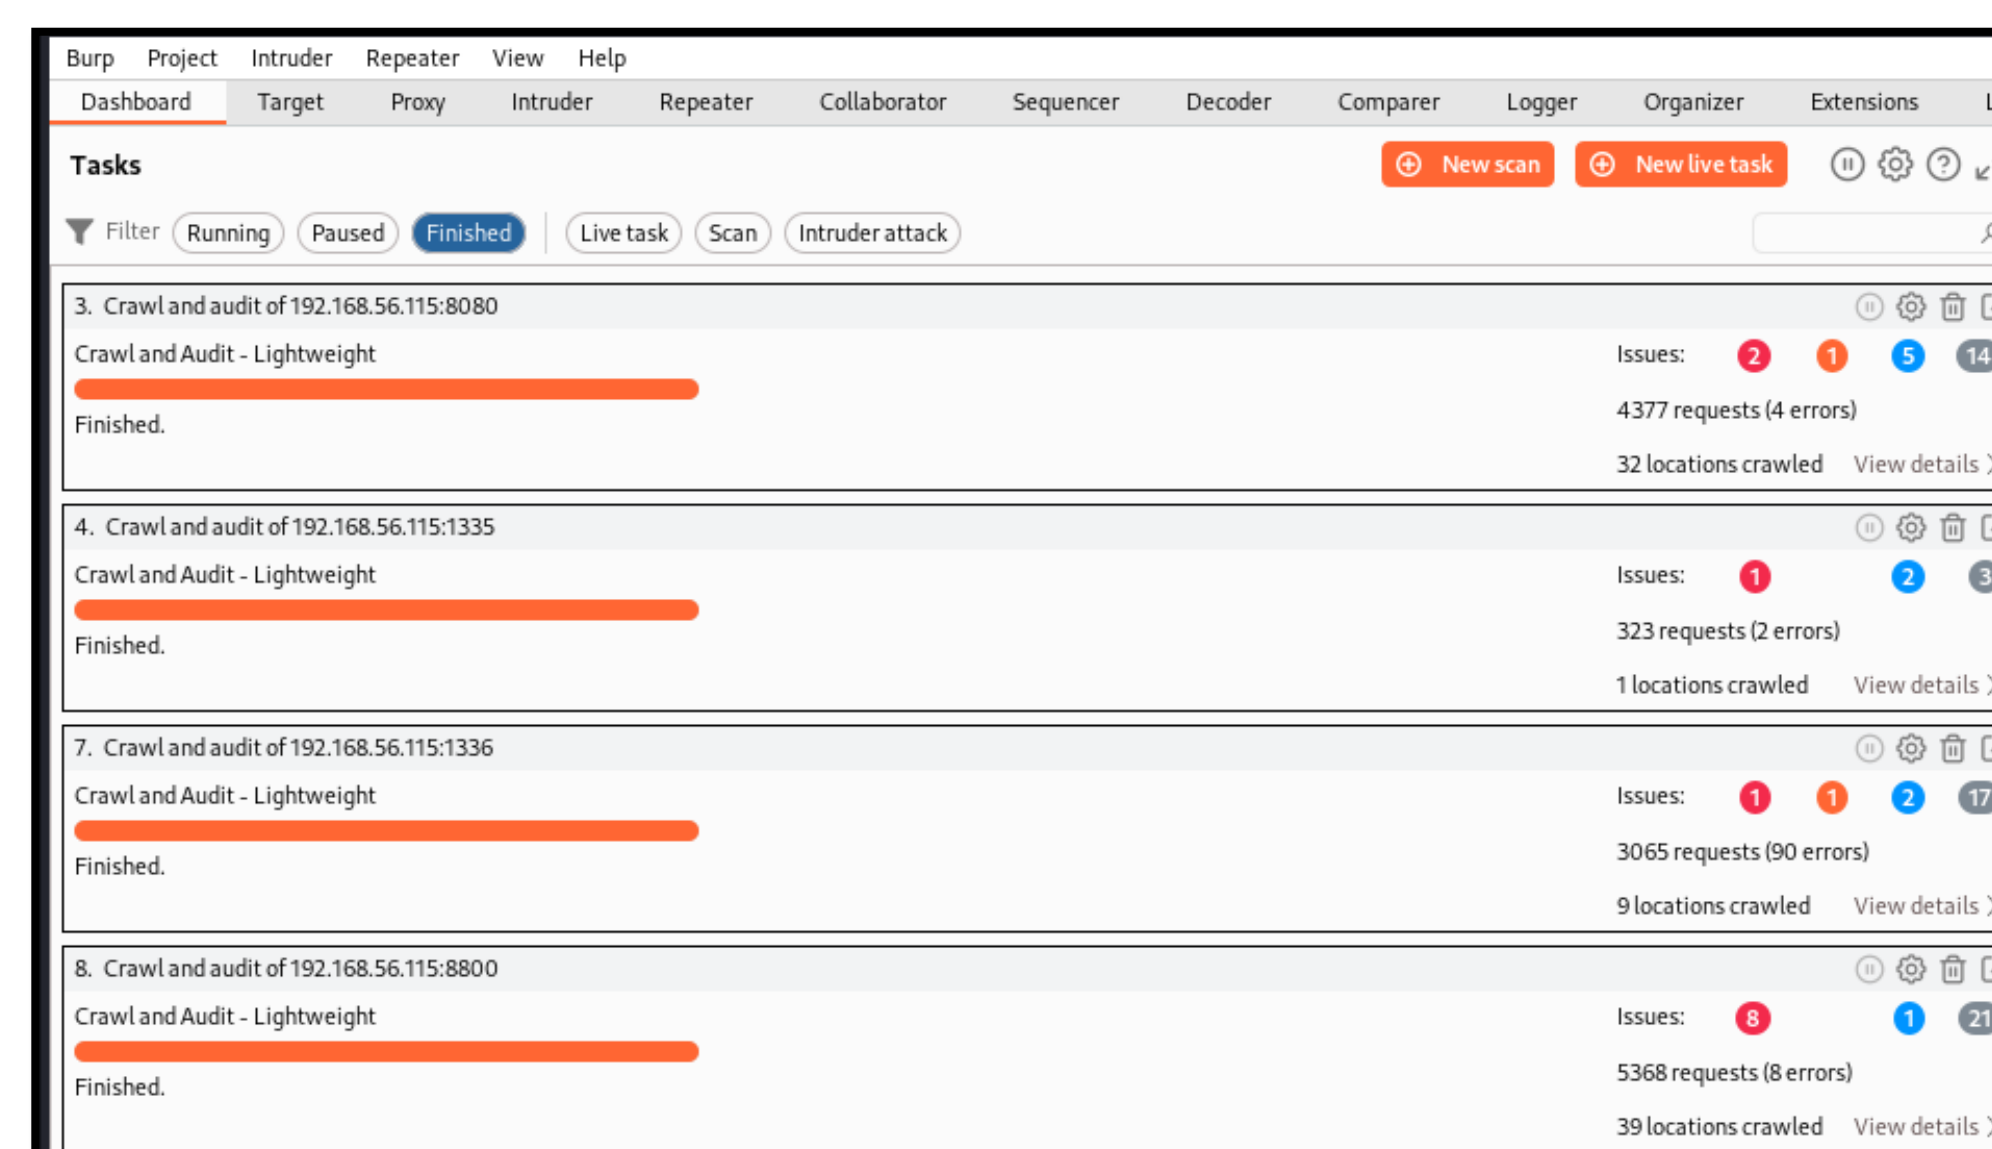 Burp Project Intruder Repeater View Help
Dashboard Target Proxy Intruder Repeater Collaborator Sequencer Decoder Comparer Logger Organizer Extensions
Tasks New scan New live task
Filter Running Paused Finished Live task Scan Intruder attack
3. Crawl and audit of 192.168.56.115:8080
Crawl and Audit - Lightweight Issues: 2 1 5 14
4377 requests (4 errors)
Finished.
32 locations crawled View details
4. Crawl and audit of 192.168.56.115:1335
Crawl and Audit - Lightweight Issues: 1 2 3
323 requests (2 errors)
Finished.
1 locations crawled View details
7. Crawl and audit of 192.168.56.115:1336
Crawl and Audit - Lightweight Issues: 1 1 2 17
3065 requests (90 errors)
Finished.
9 locations crawled View details
8. Crawl and audit of 192.168.56.115:8800
Crawl and Audit - Lightweight Issues: 8 1 21
5368 requests (8 errors)
Finished.
39 locations crawled View details